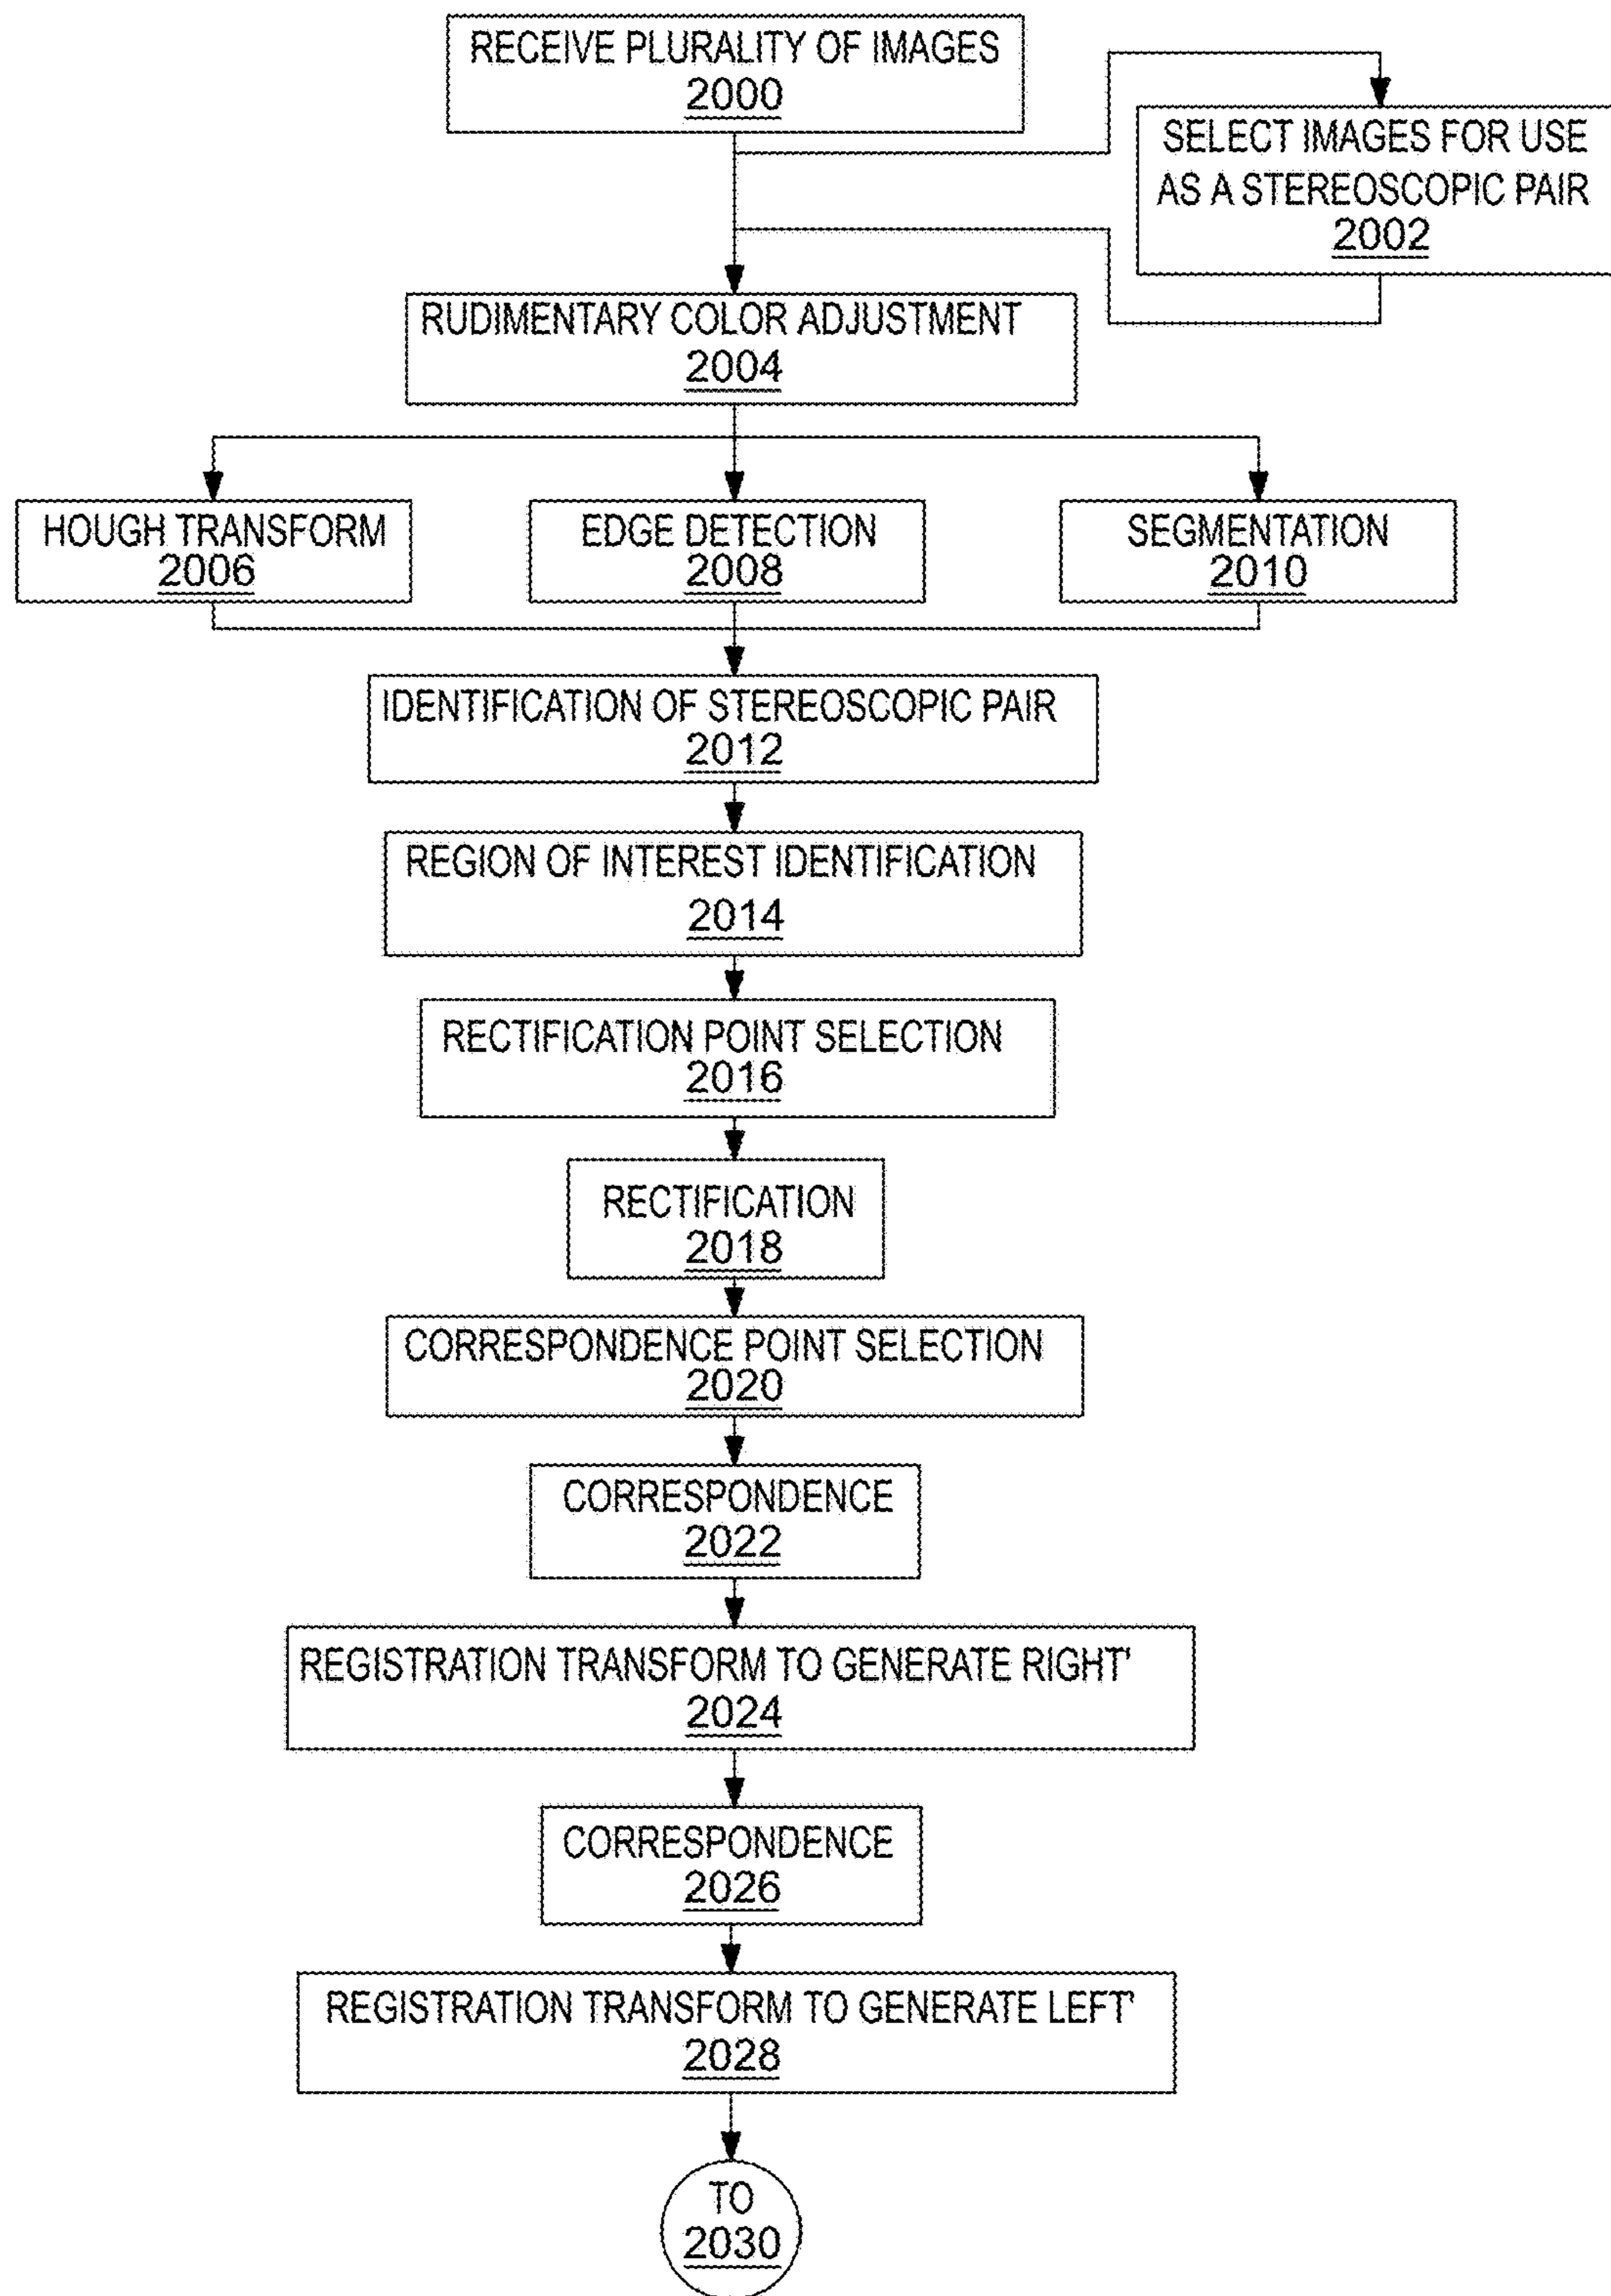 RECEIVE PLURALITY OF IMAGES
2000
SELECT IMAGES FOR USE
AS A STEREOSCOPIC PAIR
2002
RUDIMENTARY COLOR ADJUSTMENT
2004
HOUGH TRANSFORM
2006
EDGE DETECTION
2008
SEGMENTATION
2010
IDENTIFICATION OF STEREOSCOPIC PAIR
2012
REGION OF INTEREST IDENTIFICATION
2014
RECTIFICATION POINT SELECTION
2016
RECTIFICATION
2018
CORRESPONDENCE POINT SELECTION
2020
CORRESPONDENCE
2022
REGISTRATION TRANSFORM TO GENERATE RIGHT'
2024
CORRESPONDENCE
2026
REGISTRATION TRANSFORM TO GENERATE LEFT'
2028
TO
2030